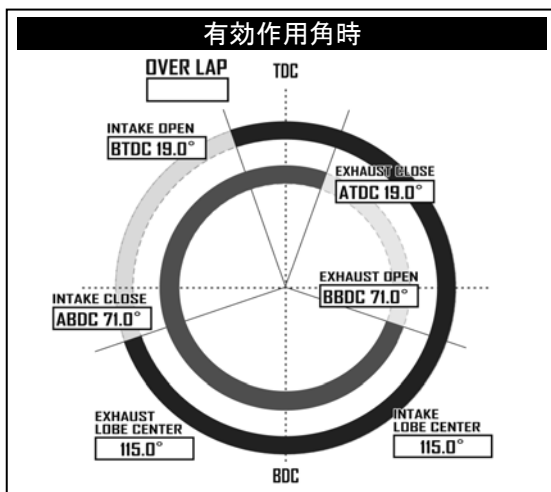 有効作用角時
OVER LAP
TDC
INTAKE OPEN
BTDC 19.0°
EXHAUST CLOSE
ATDC 19.0°
EXHAUST OPEN
BBDC 71.0°
INTAKE CLOSE
ABDC 71.0°
EXHAUST
LOBE CENTER
115.0°
INTAKE
LOBE CENTER
115.0°
BDC